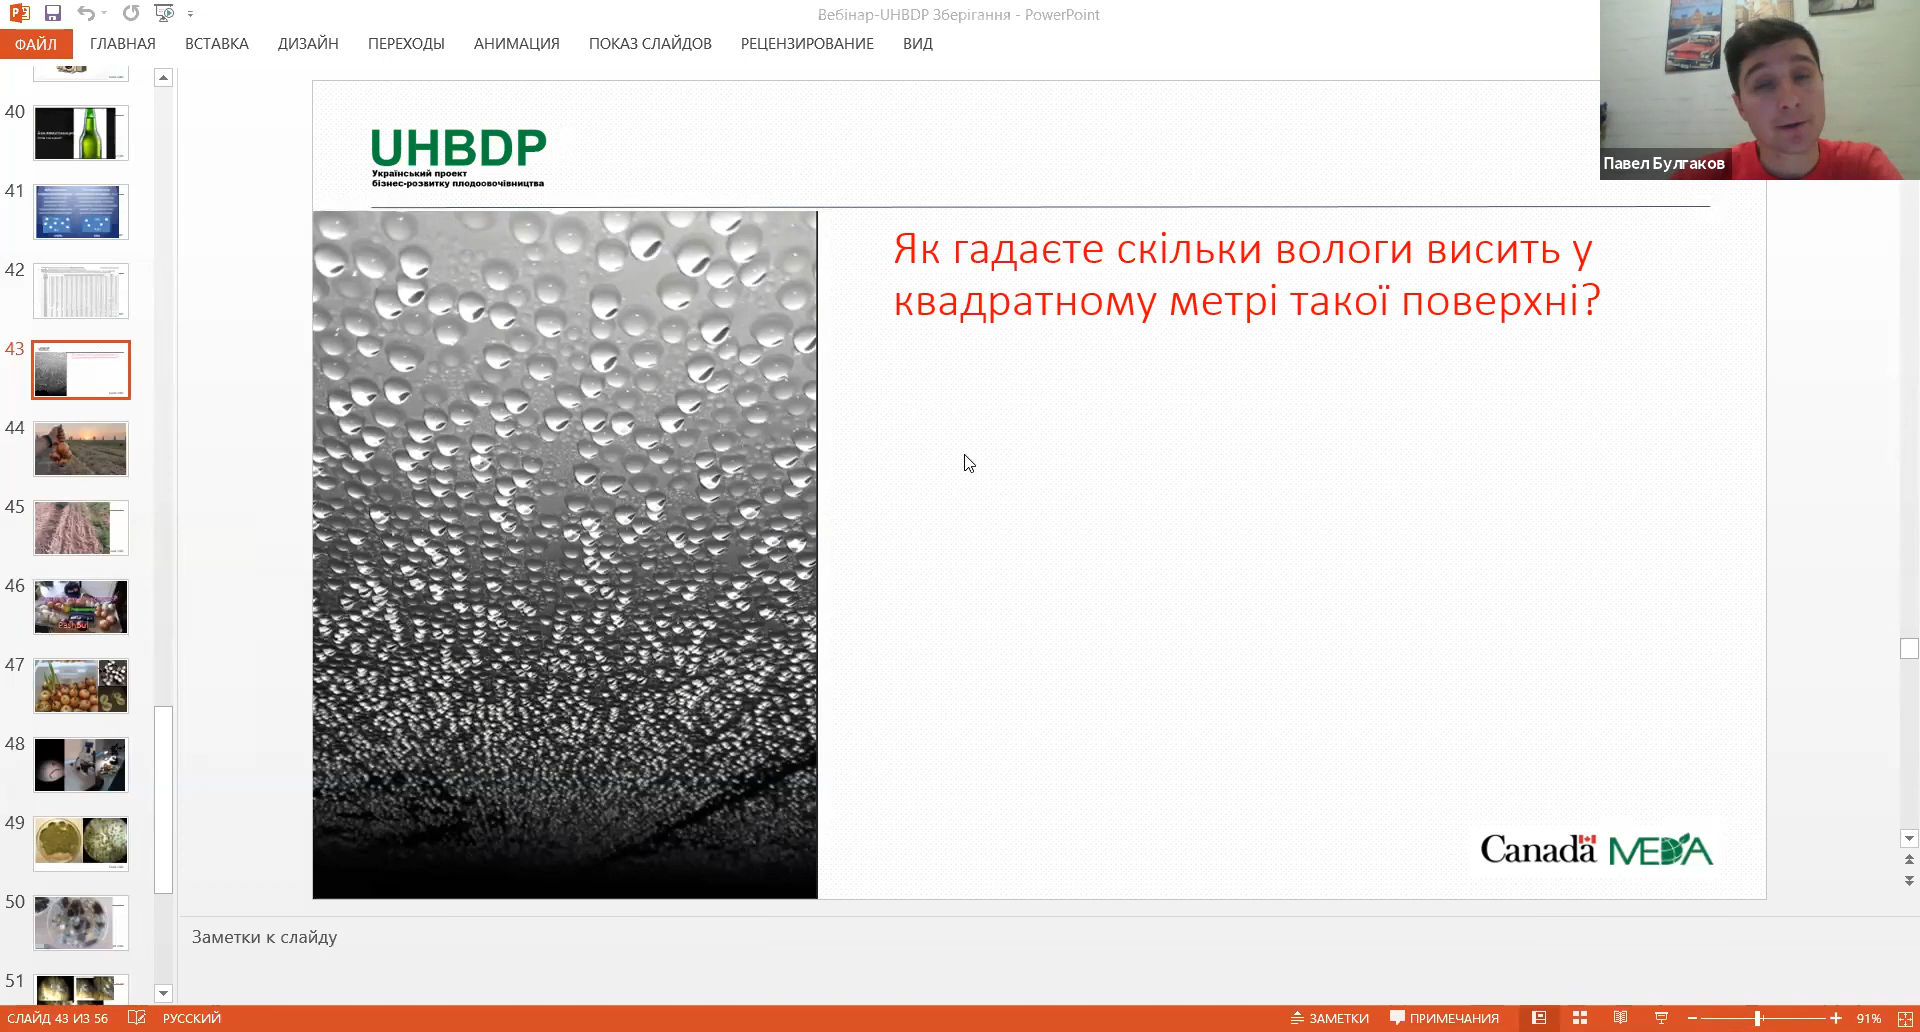 Вебінар-UHBDP Зберігання - PowerPoint
ФАЙЛ
ГЛАВНАЯ
ВСТАВКА
ДИЗАЙН
ПЕРЕХОДЫ
АНИМАЦИЯ
ПОКАЗ СЛАЙДОВ
РЕЦЕНЗИРОВАНИЕ
ВИД
Павел Булгаков
40
41
42
43
44
45
46
47
48
49
50
51
UHBDP
Український проект
бізнес-розвитку плодоовочівництва
Як гадаєте скільки вологи висить у
квадратному метрі такої поверхні?
Canada MEDA
Заметки к слайду
СЛАЙД 43 ИЗ 56
РУССКИЙ
ЗАМЕТКИ
ПРИМЕЧАНИЯ
91%